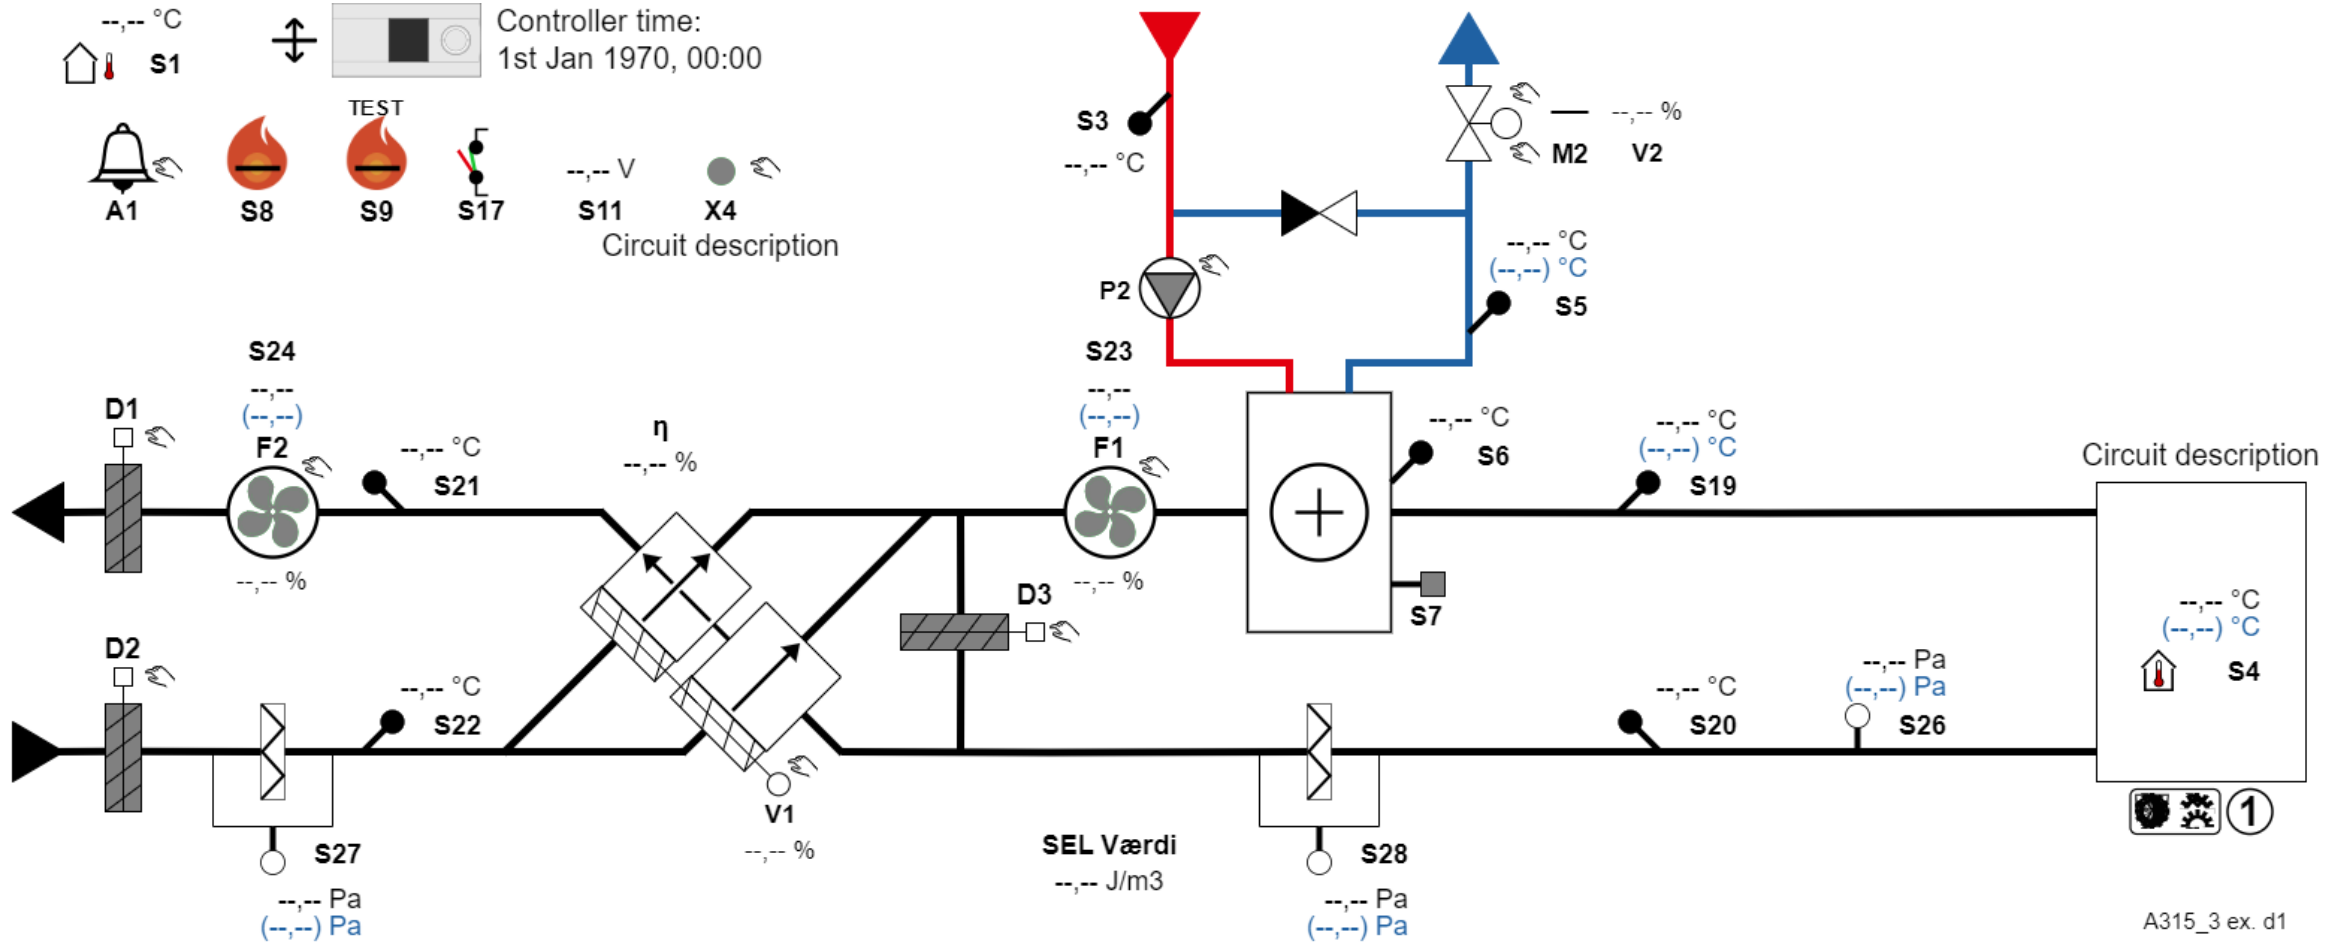 --,-- °C
S1
Controller time:
1st Jan 1970, 00:00
TEST
A1
S8
S9
S17
--,-- V
S11
X4
Circuit description
S3
--,-- °C
--,-- %
M2
V2
--,-- °C
(--,--) °C
S5
P2
S24
--,--
(--,--)
F2
--,-- %
D1
--,-- °C
S21
η
--,-- %
S23
--,--
(--,--)
F1
--,-- %
--,-- °C
S6
--,-- °C
(--,--) °C
S19
Circuit description
D3
S7
--,-- °C
(--,--) °C
S4
D2
--,-- °C
S22
--,-- °C
S20
--,-- Pa
(--,--) Pa
S26
V1
--,-- %
1
S27
--,-- Pa
(--,--) Pa
SEL Værdi
--,-- J/m3
S28
--,-- Pa
(--,--) Pa
A315_3 ex. d1